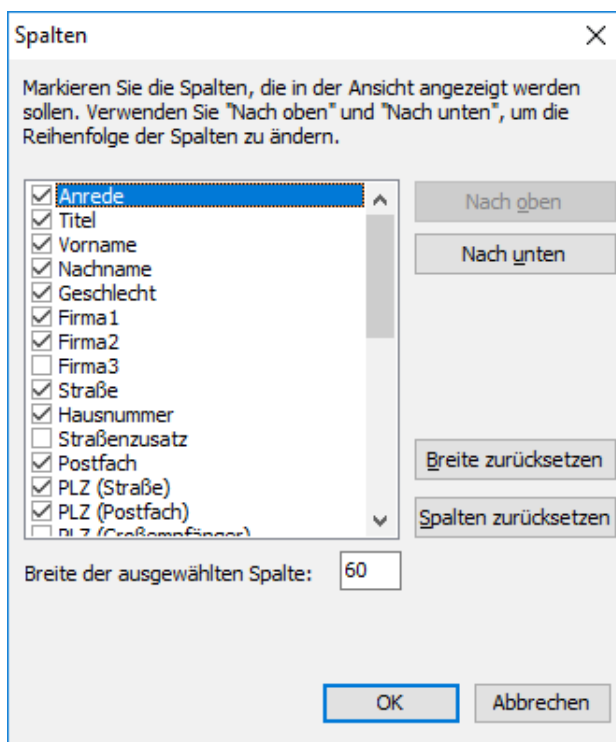 Spalten
Markieren Sie die Spalten, die in der Ansicht angezeigt werden
sollen. Verwenden Sie "Nach oben" und "Nach unten", um die
Reihenfolge der Spalten zu ändern.
Anrede
Titel
Vorname
Nachname
Geschlecht
Firma1
Firma2
Firma3
Straße
Hausnummer
Straßenzusatz
Postfach
PLZ (Straße)
PLZ (Postfach)
PLZ (Großempfänger)
Nach oben
Nach unten
Breite zurücksetzen
Spalten zurücksetzen
Breite der ausgewählten Spalte: 60
OK
Abbrechen